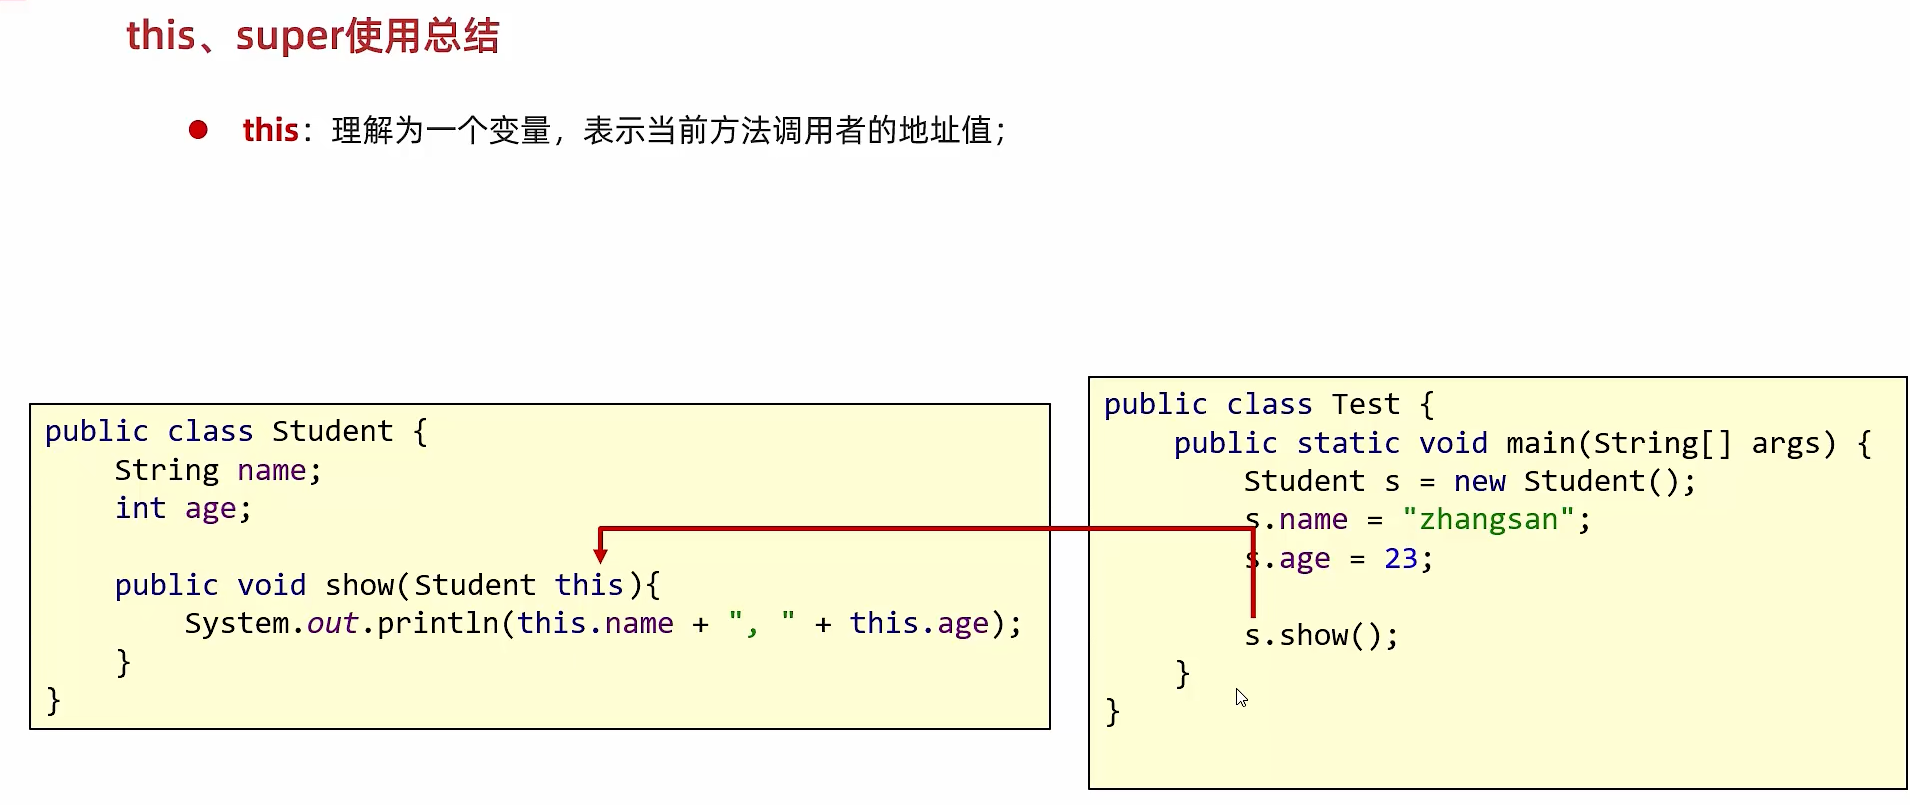 this、super使用总结
● this：理解为一个变量，表示当前方法调用者的地址值；
public class Student {
String name;
int age;
public void show(Student this){
System.out.println(this.name + ", " + this.age);
}
}
public class Test {
public static void main(String[] args) {
Student s = new Student();
s.name = "zhangsan";
s.age = 23;
s.show();
}
}